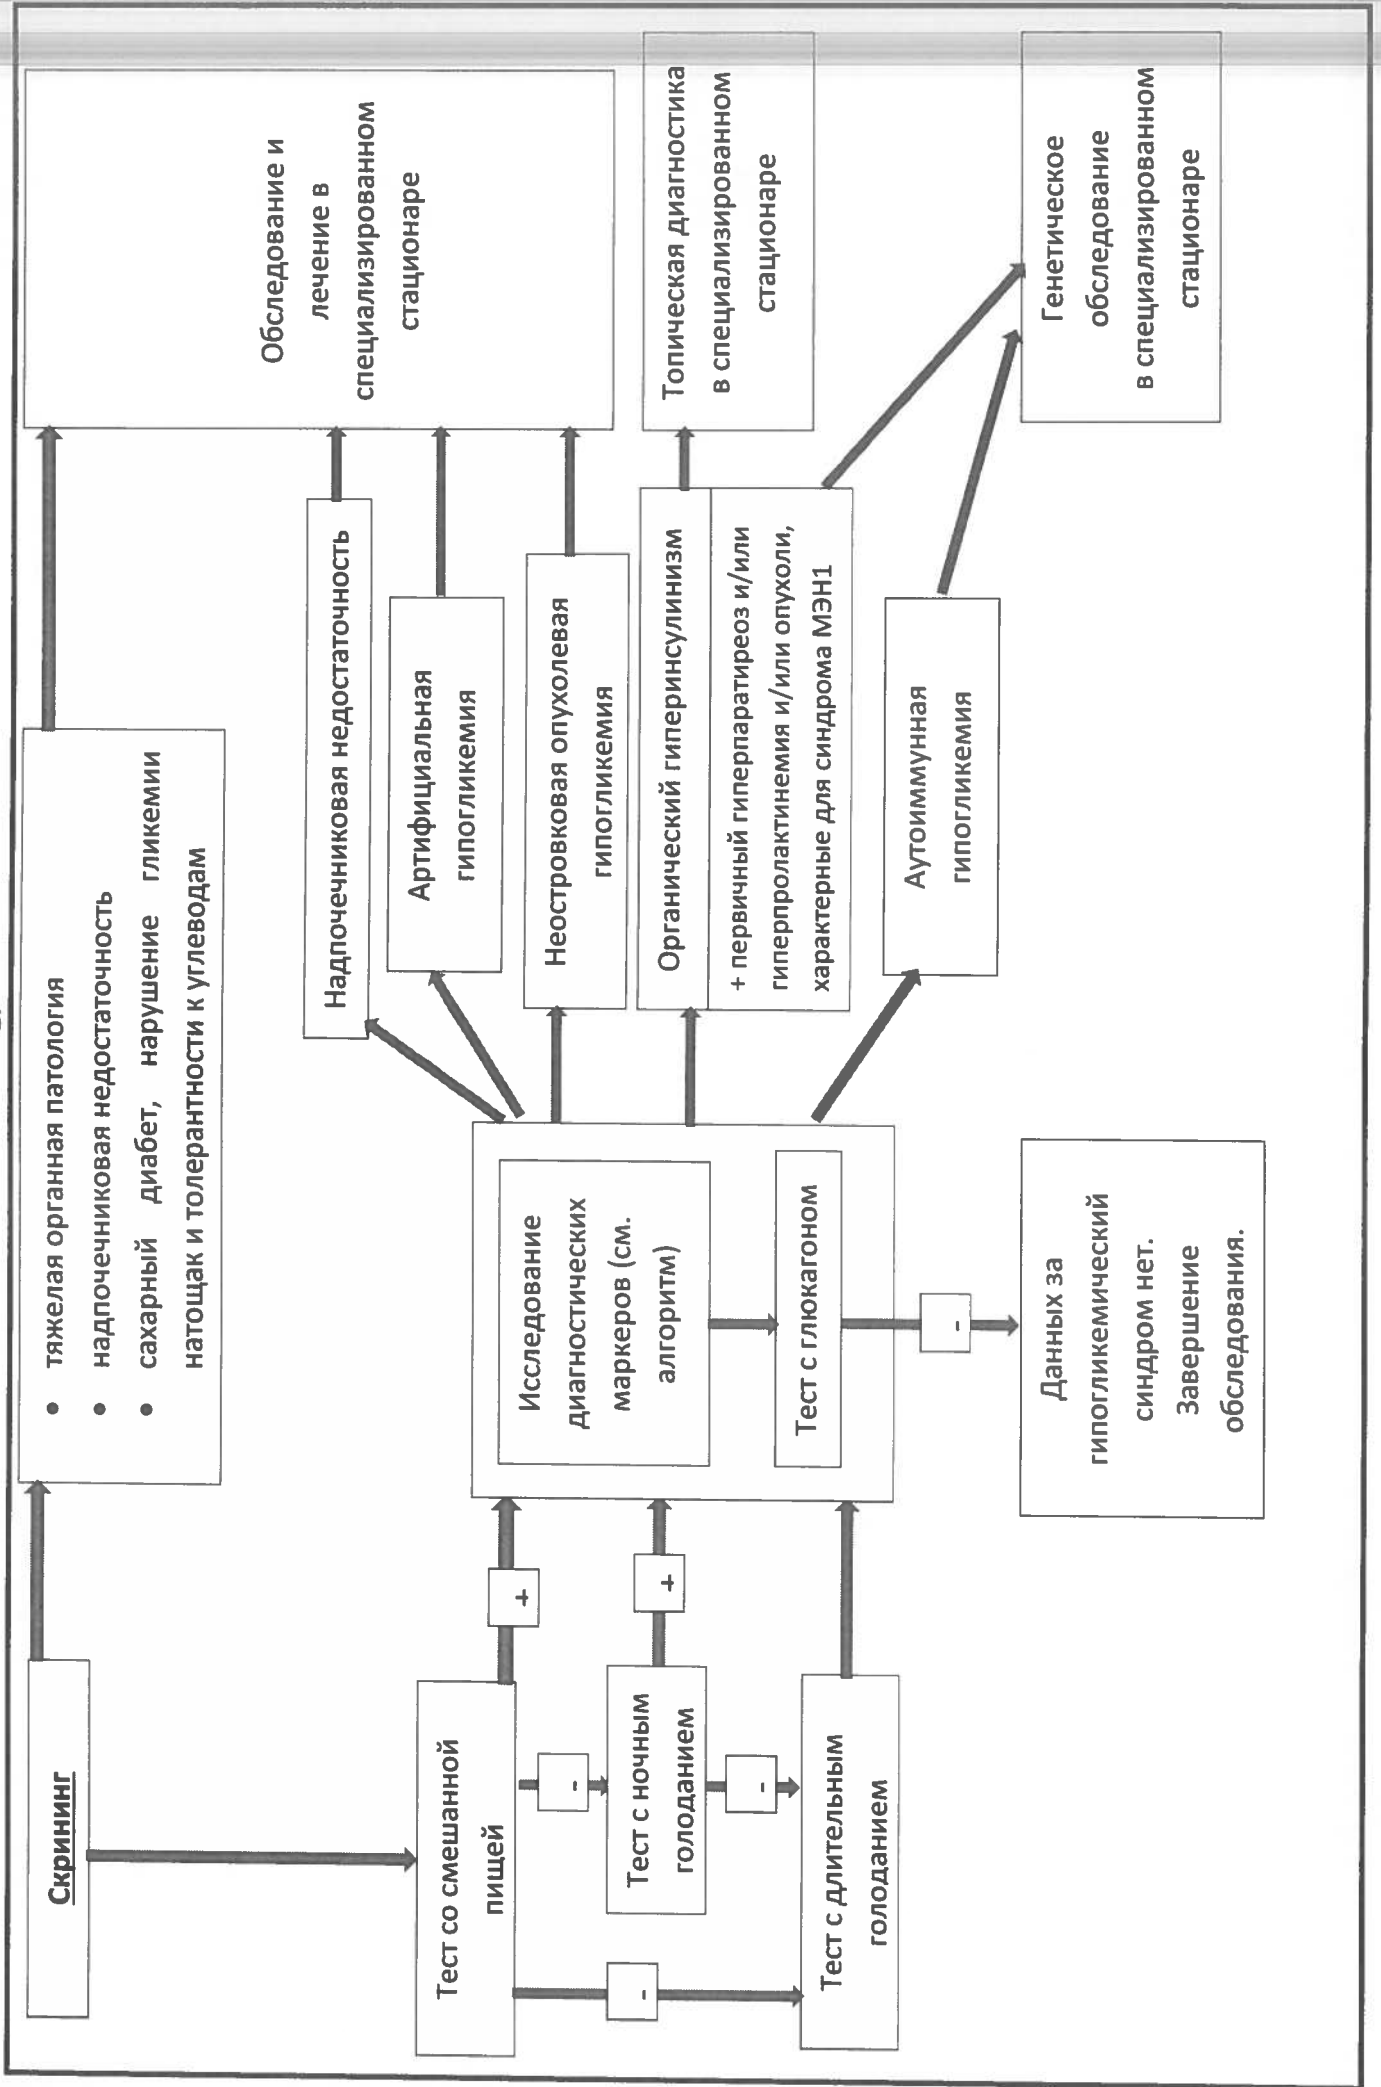 Скрининг
• тяжелая органная патология
• надпочечниковая недостаточность
• сахарный диабет, нарушение гликемии
натощак и толерантности к углеводам
Обследование и
лечение в
специализированном
стационаре
Тест со смешанной
пищей
+
-
-
Тест с ночным
голоданием
+
-
Тест с длительным
голоданием
Исследование
диагностических
маркеров (см.
алгоритм)
Тест с глюкагоном
-
Данных за
гипогликемический
синдром нет.
Завершение
обследования.
Надпочечниковая недостаточность
Артифициальная
гипогликемия
Неостровковая опухолевая
гипогликемия
Органический гиперинсулинизм
+ первичный гиперпаратиреоз и/или
гиперпролактинемия и/или опухоли,
характерные для синдрома МЭН1
Аутоиммунная
гипогликемия
Топическая диагностика
в специализированном
стационаре
Генетическое
обследование
в специализированном
стационаре